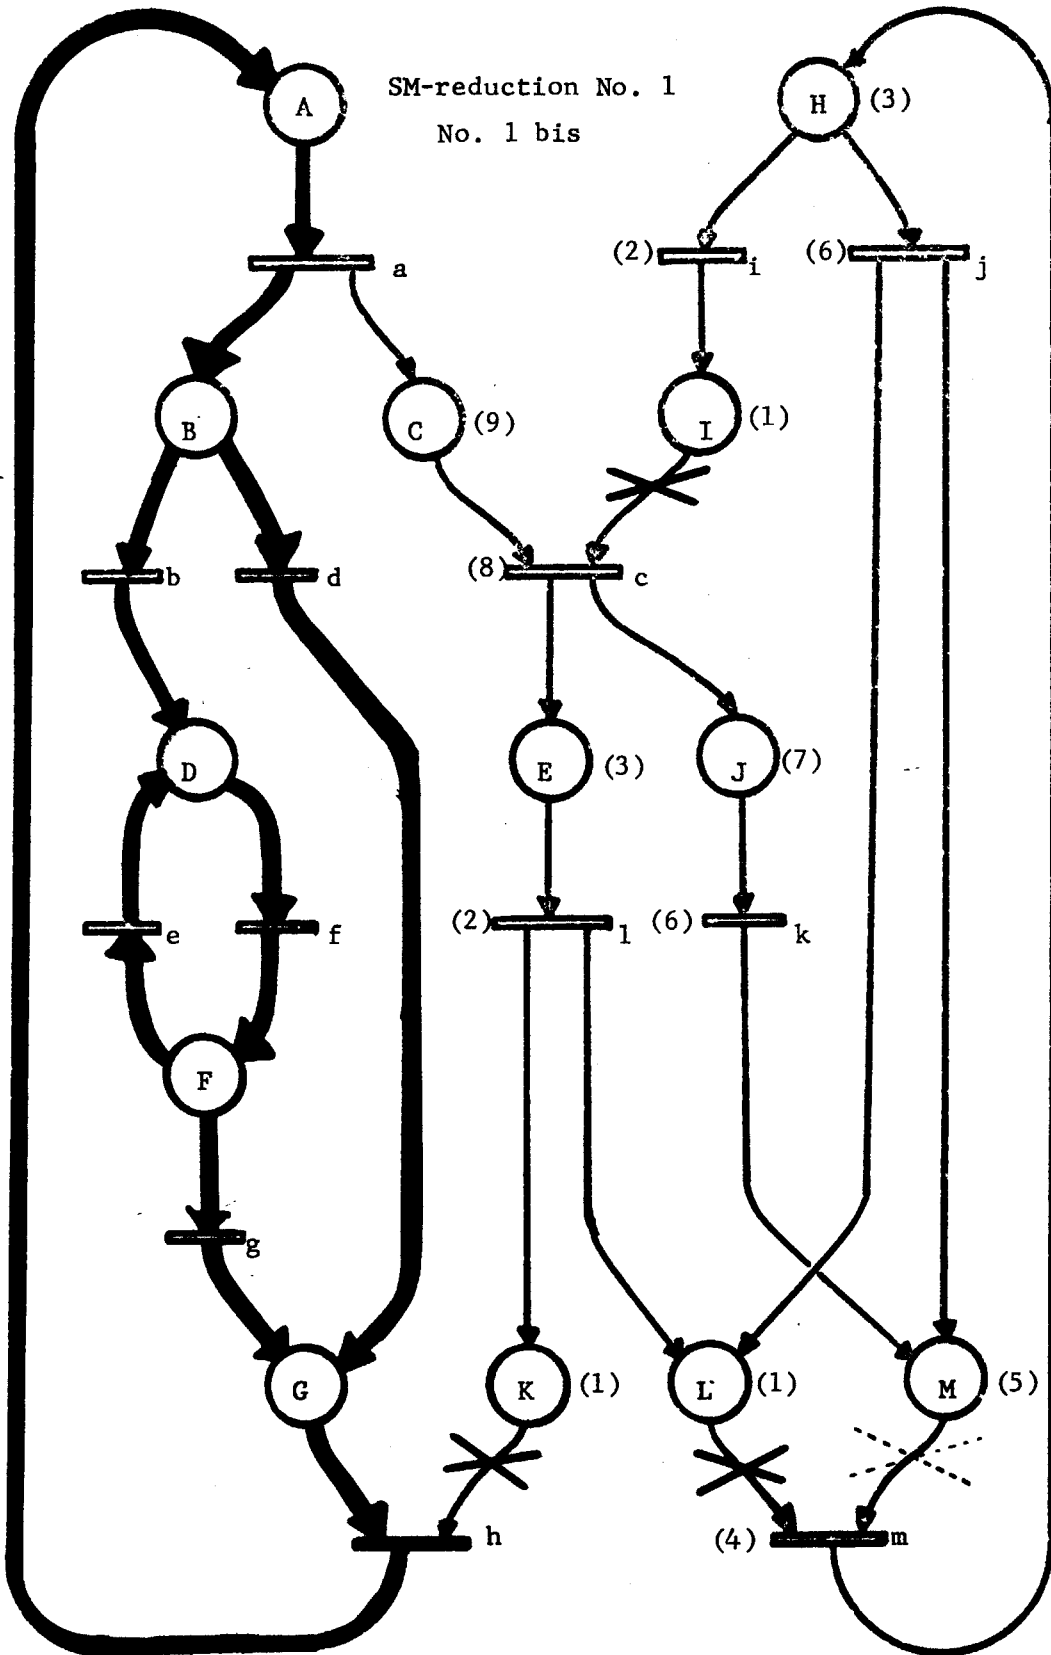 SM-reduction No. 1
No. 1 bis
A
H (3)
a
(2) i
(6) j
B
C (9)
I (1)
b
d
(8) c
D
E (3)
J (7)
e
f
(2) l
(6) k
F
g
G
K (1)
L (1)
M (5)
h
(4) m